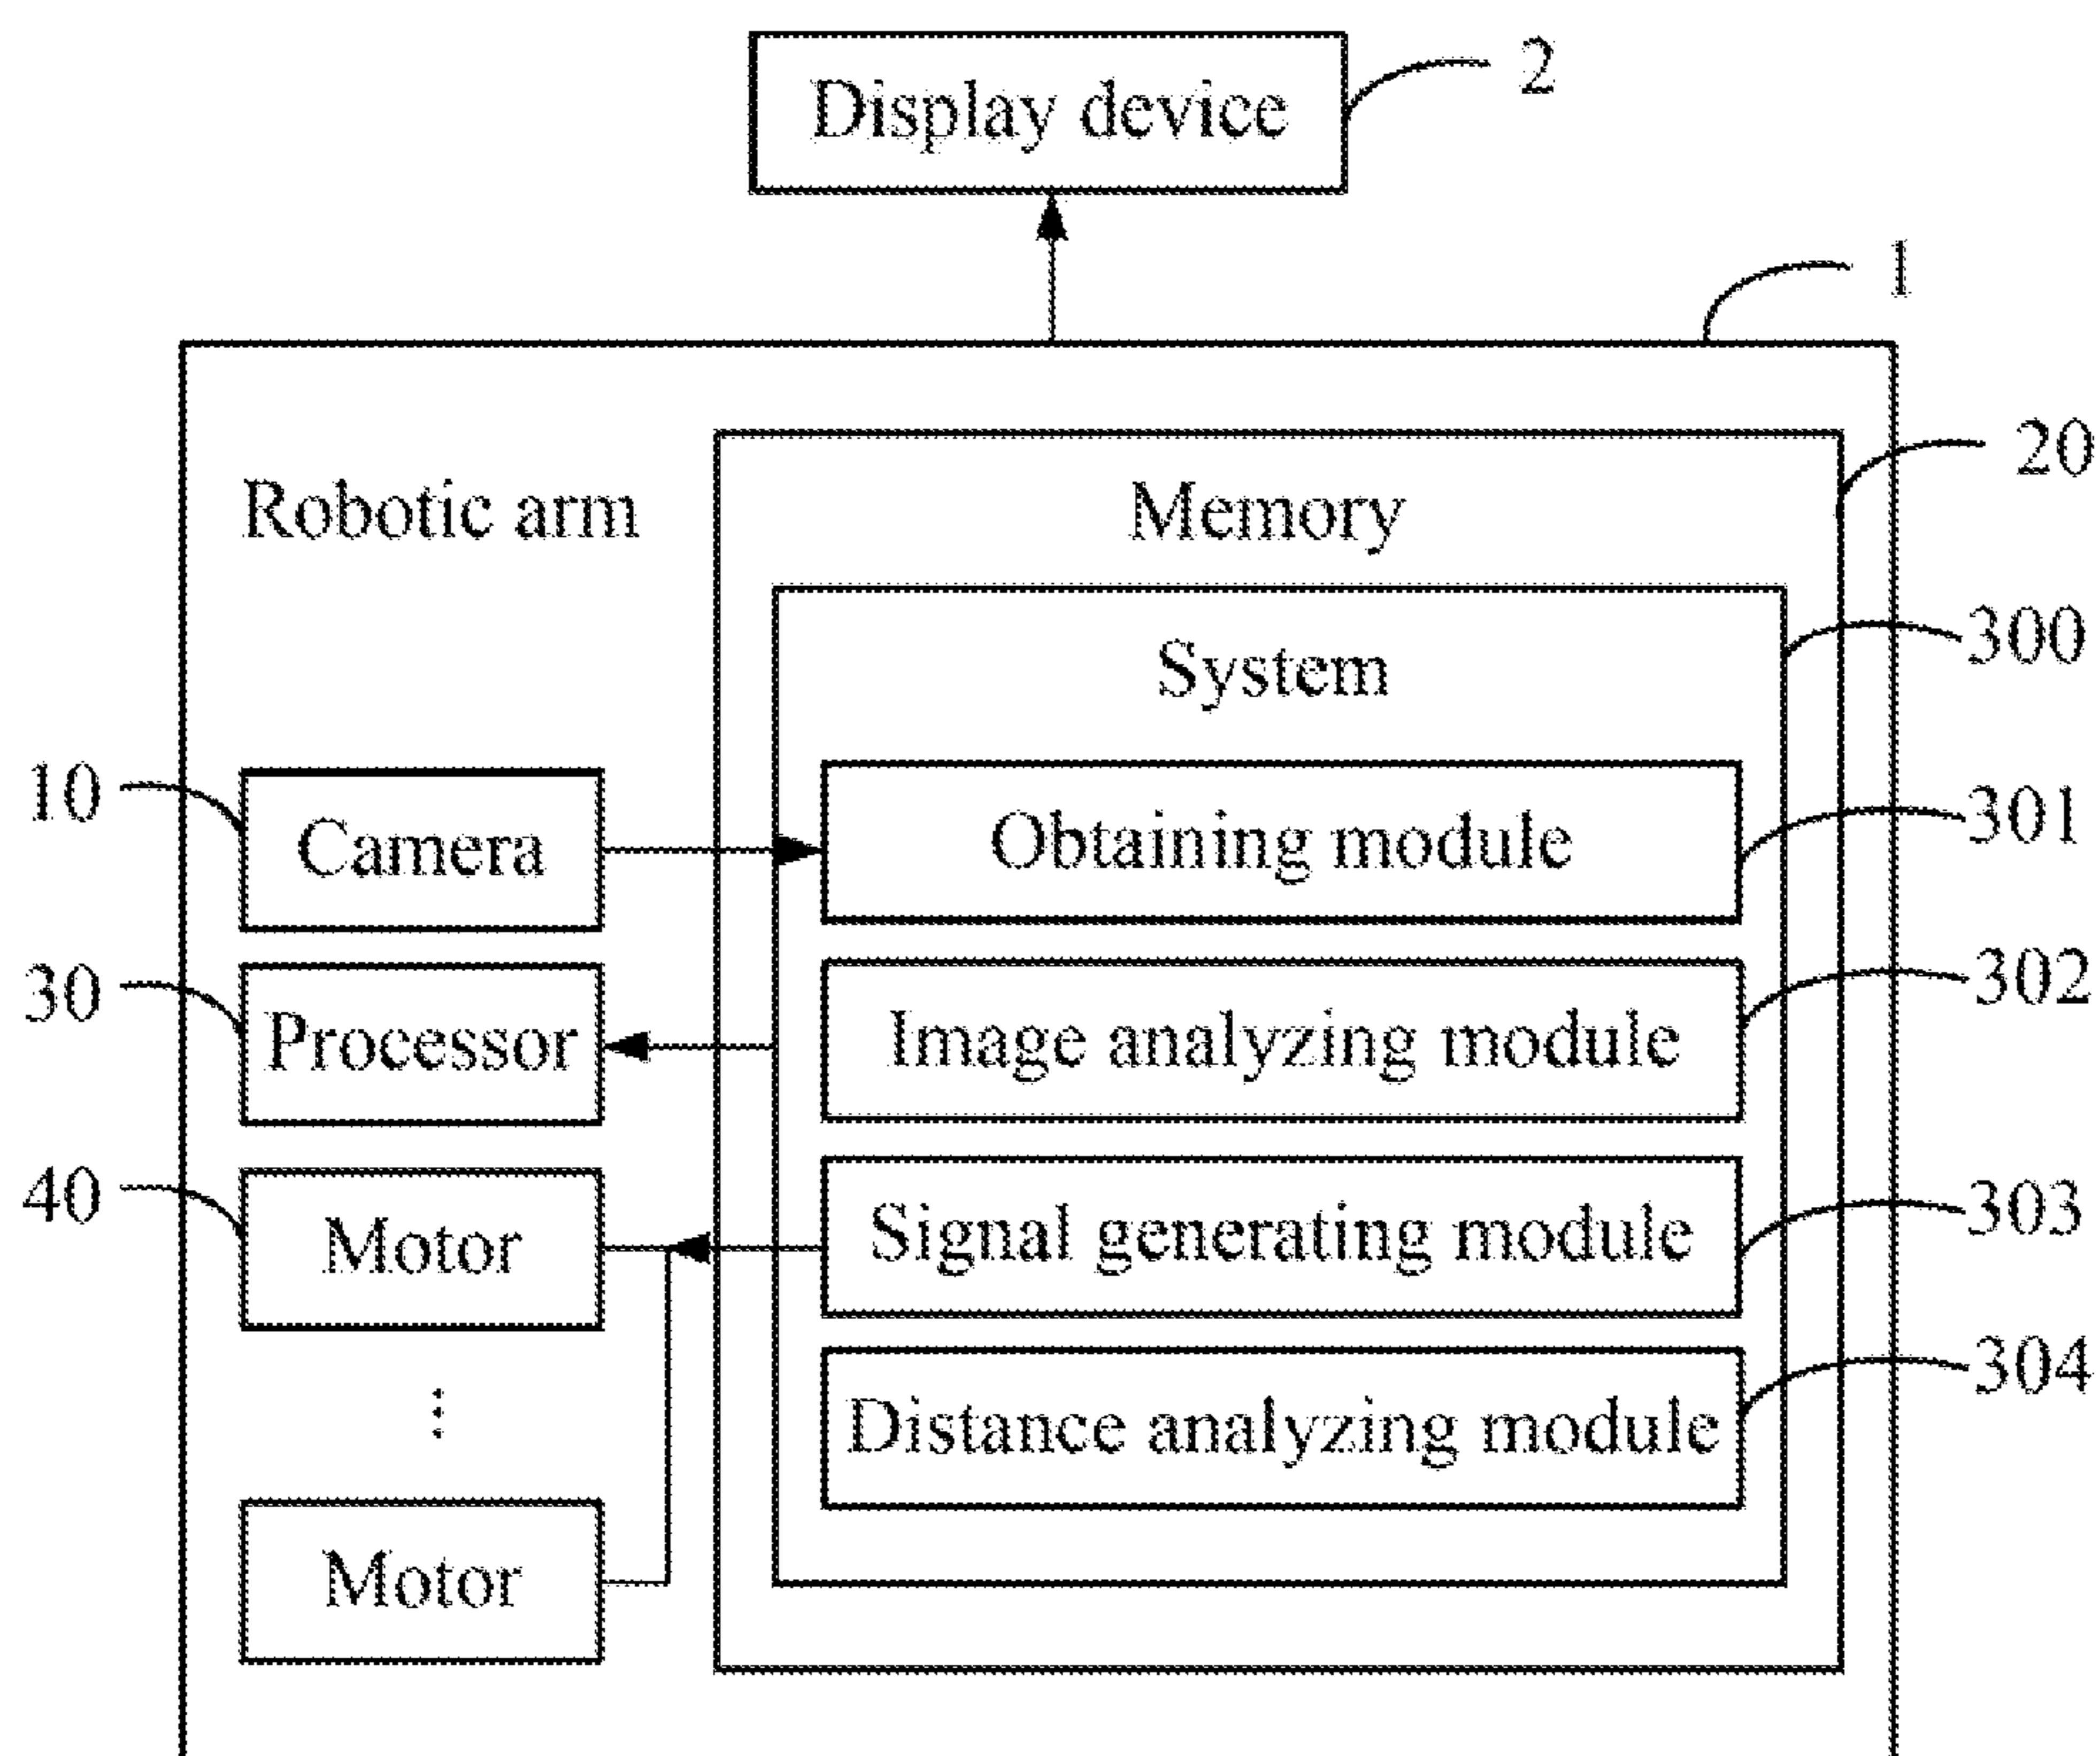 Display device
2
1
Robotic arm
Memory
20
System
300
10
Camera
Obtaining module
301
30
Processor
Image analyzing module
302
40
Motor
Signal generating module
303
Distance analyzing module
304
Motor